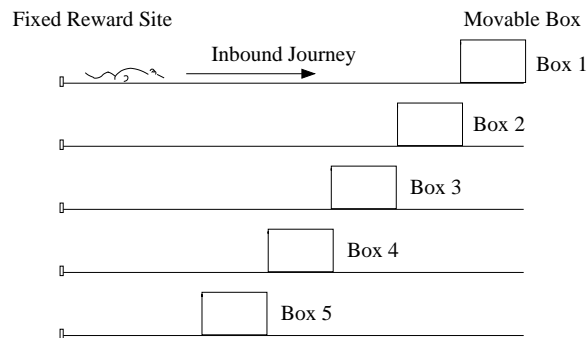 Fixed Reward Site
Movable Box
Inbound Journey
Box 1
Box 2
Box 3
Box 4
Box 5